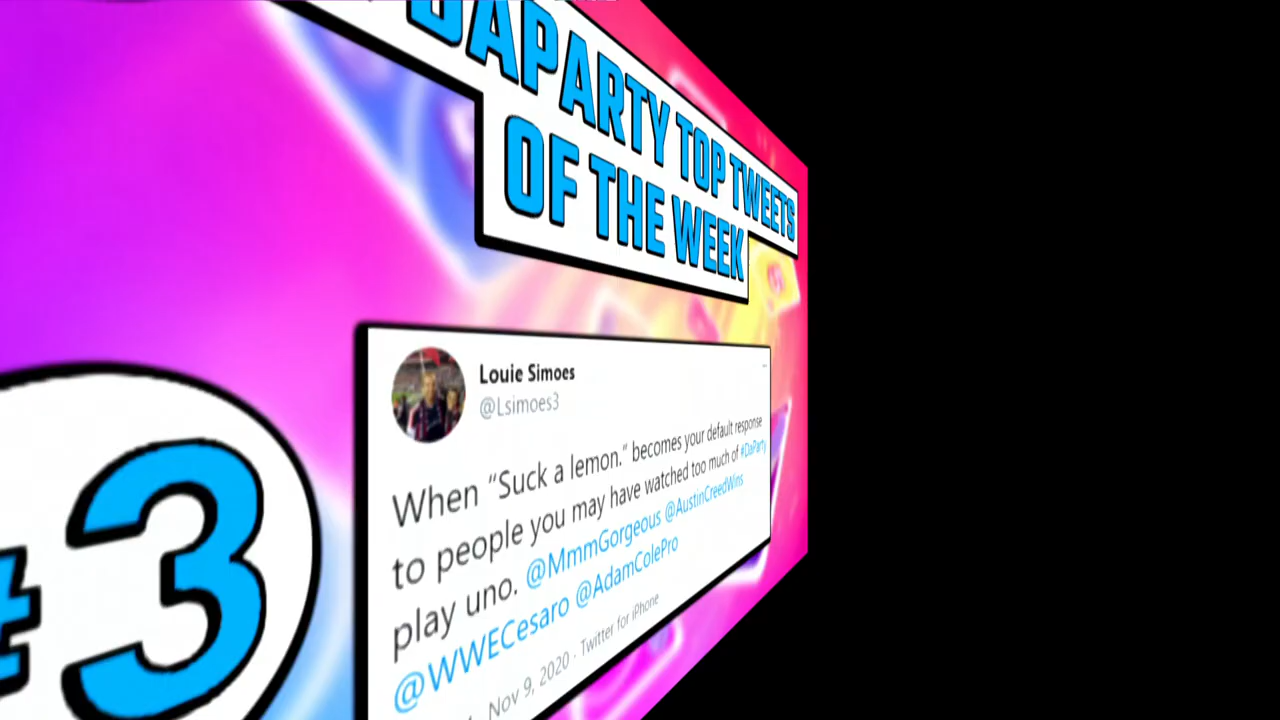 DAPARTY TOP TWEETS
OF THE WEEK
#3
Louie Simoes
@Lsimoes3
When “Suck a lemon.” becomes your default response
to people you may have watched too much of #DaParty
play uno. @MmmGorgeous @AustinCreedWins
@WWECesaro @AdamColePro
Nov 9, 2020 · Twitter for iPhone